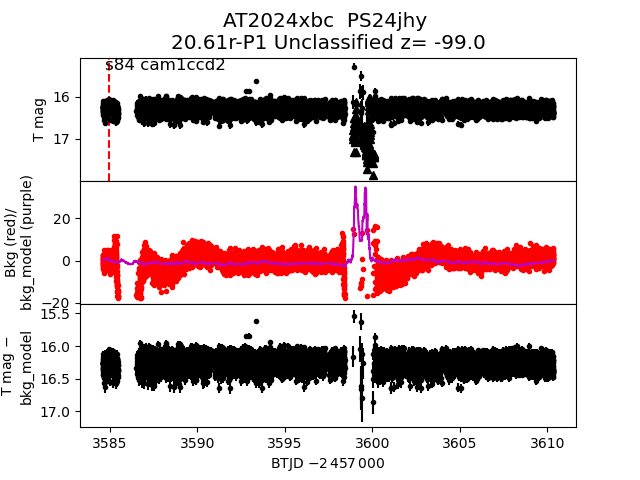 AT2024xbc  PS24jhy
20.61r-P1 Unclassified z= -99.0
s84 cam1ccd2
T mag
16
17
Bkg (red)/
bkg_model (purple)
20
0
−20
T mag −
bkg_model
15.5
16.0
16.5
17.0
3585 3590 3595 3600 3605 3610
BTJD −2 457 000